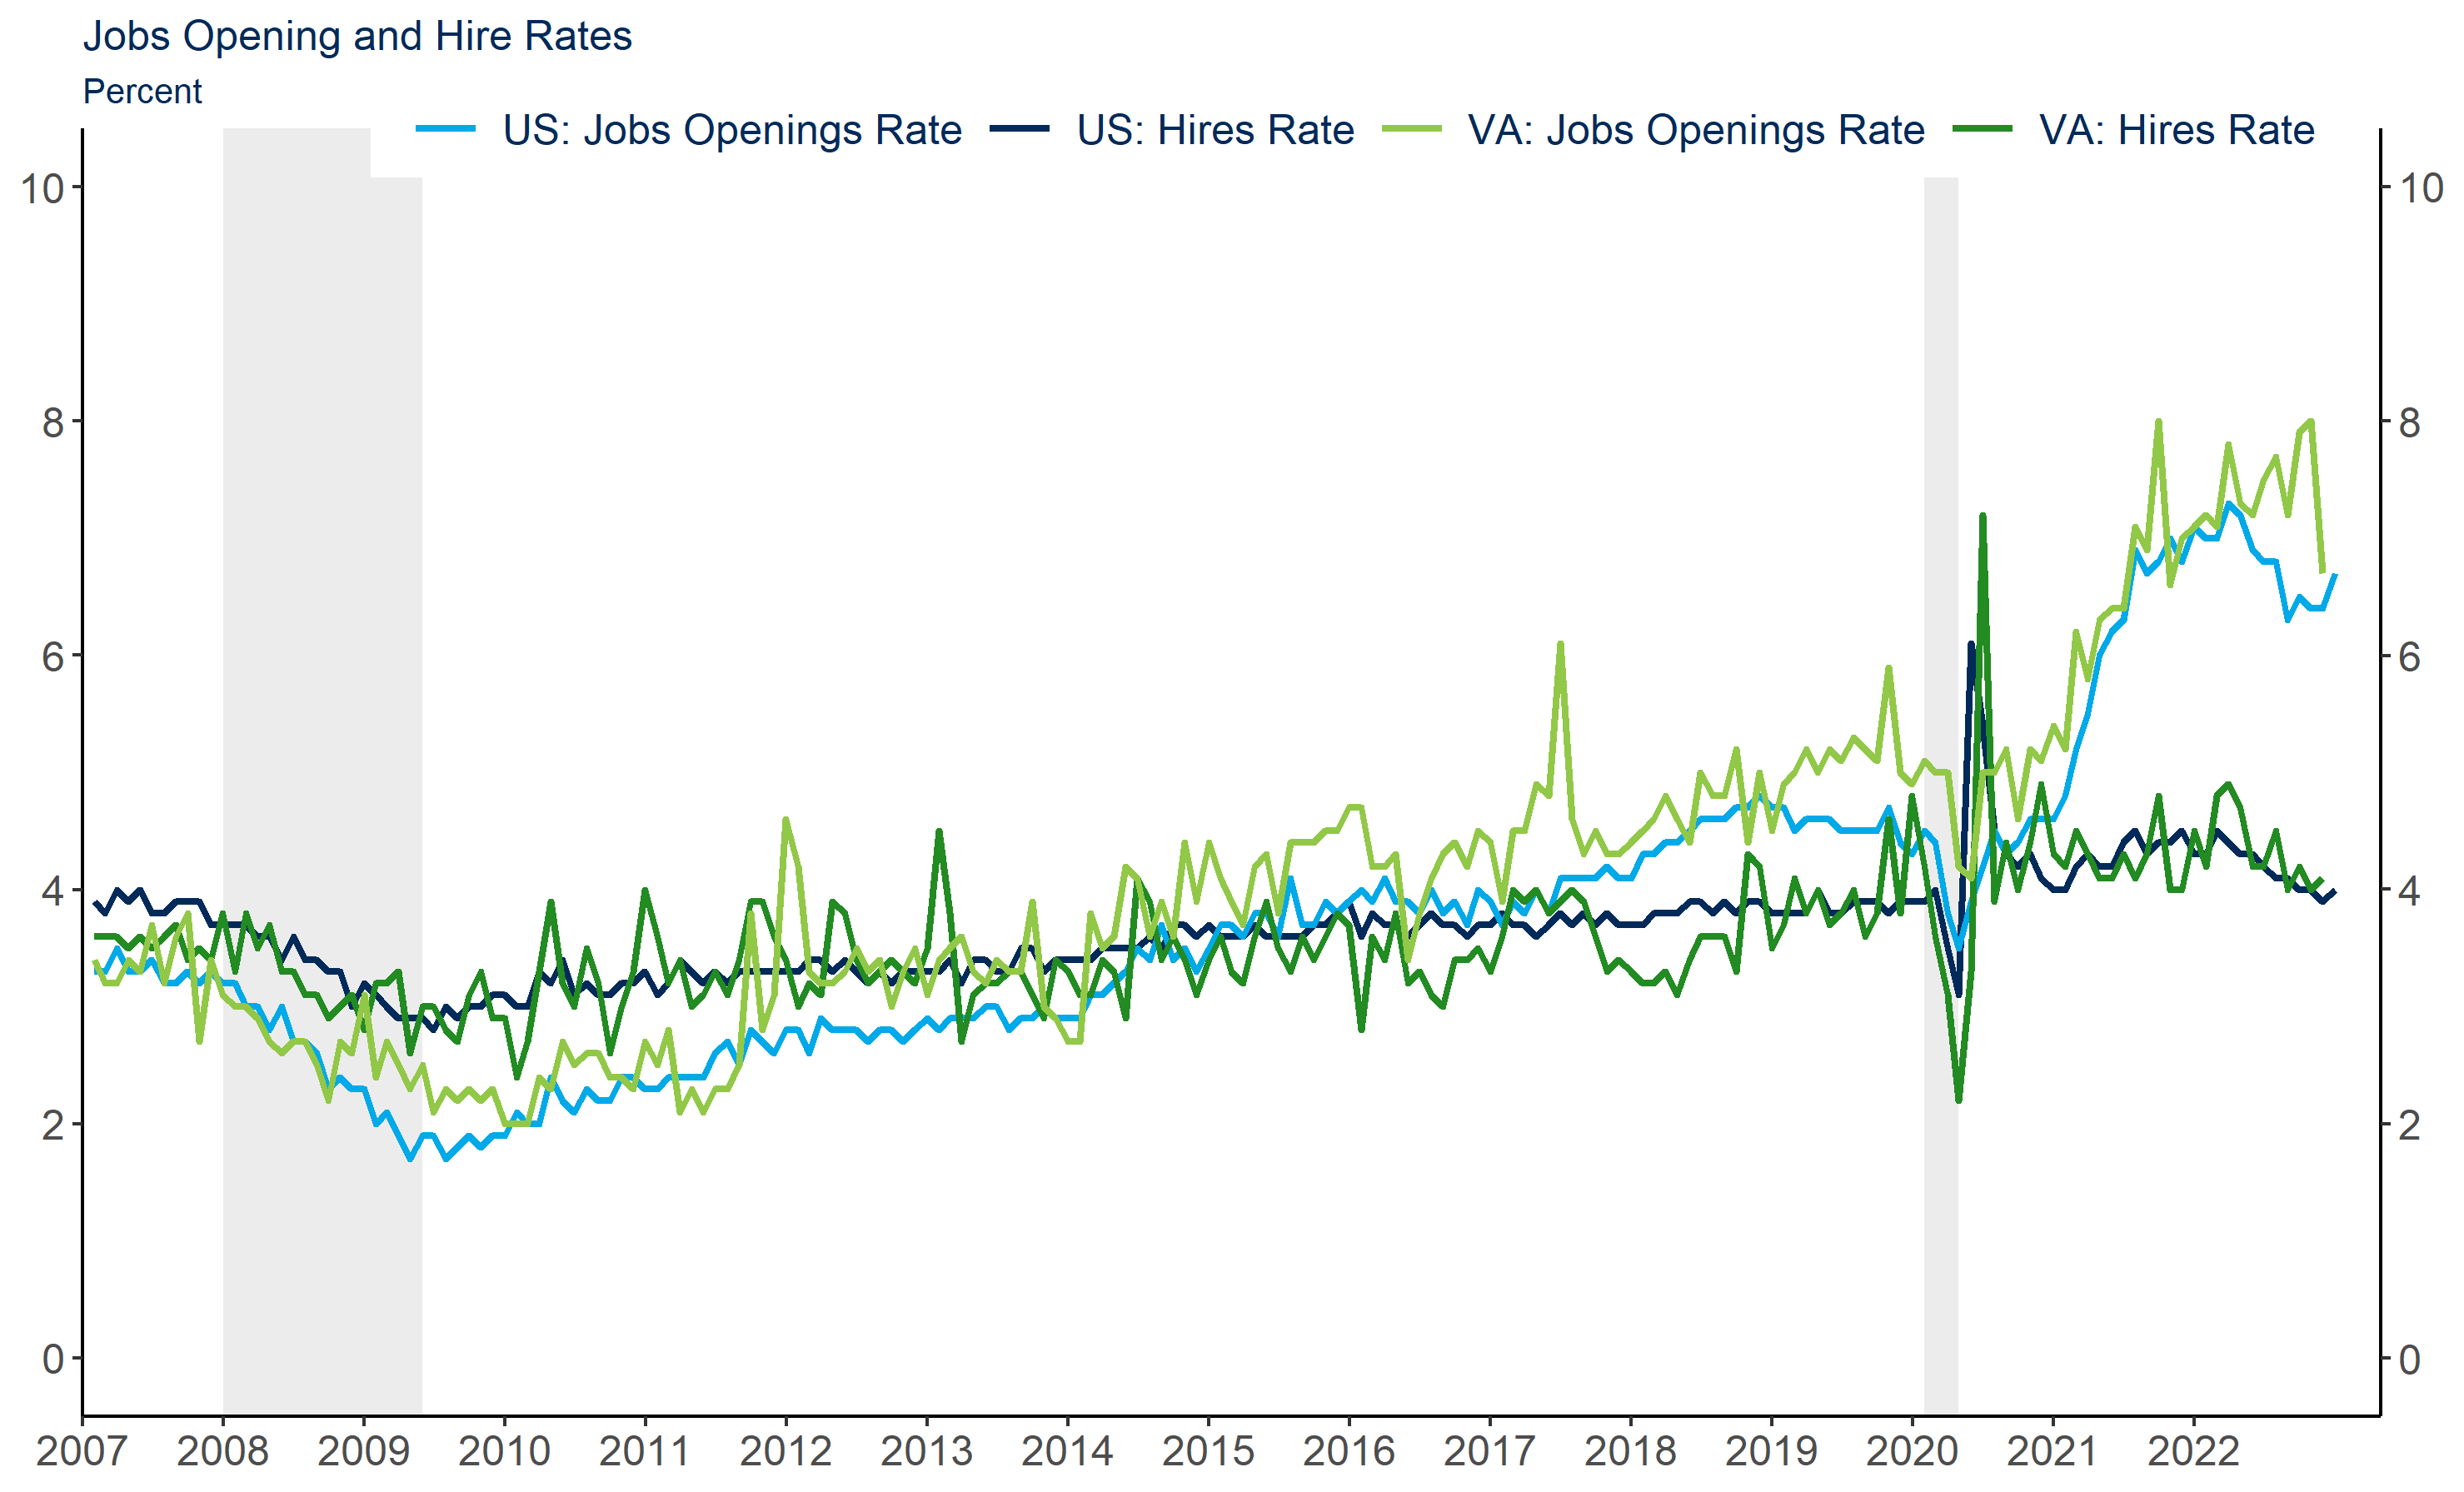 Jobs Opening and Hire Rates
Percent
US: Jobs Openings Rate US: Hires Rate VA: Jobs Openings Rate VA: Hires Rate
10 10
8 8
6 6
4 4
2 2
0 0
2007 2008 2009 2010 2011 2012 2013 2014 2015 2016 2017 2018 2019 2020 2021 2022